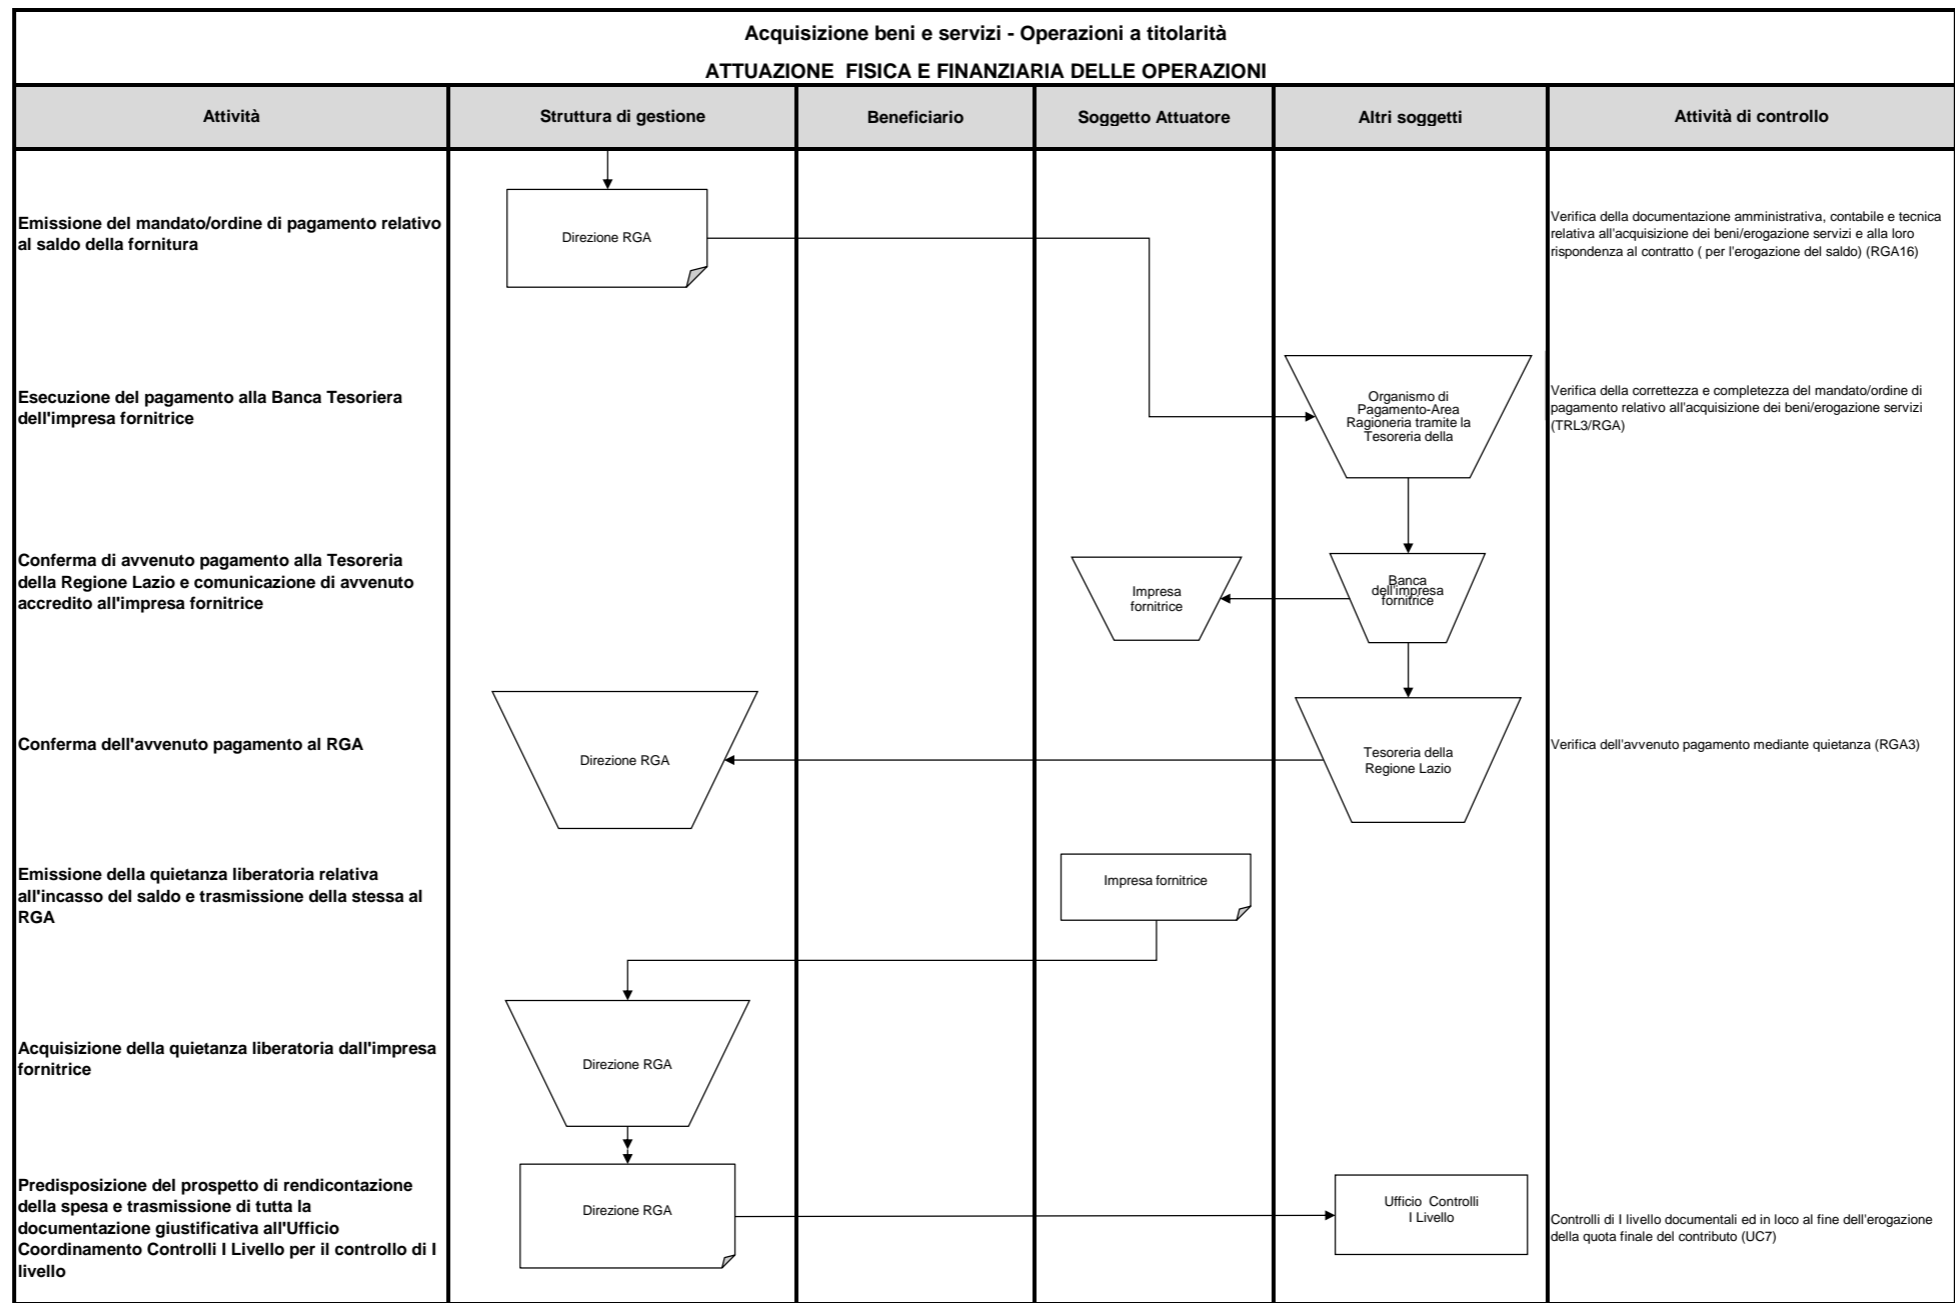 Acquisizione beni e servizi - Operazioni a titolarità
ATTUAZIONE FISICA E FINANZIARIA DELLE OPERAZIONI
Attività
Struttura di gestione
Beneficiario
Soggetto Attuatore
Altri soggetti
Attività di controllo
Emissione del mandato/ordine di pagamento relativo
al saldo della fornitura
Direzione RGA
Verifica della documentazione amministrativa, contabile e tecnica
relativa all'acquisizione dei beni/erogazione servizi e alla loro
rispondenza al contratto ( per l'erogazione del saldo) (RGA16)
Esecuzione del pagamento alla Banca Tesoriera
dell'impresa fornitrice
Organismo di
Pagamento-Area
Ragioneria tramite la
Tesoreria della
Verifica della correttezza e completezza del mandato/ordine di
pagamento relativo all'acquisizione dei beni/erogazione servizi
(TRL3/RGA)
Conferma di avvenuto pagamento alla Tesoreria
della Regione Lazio e comunicazione di avvenuto
accredito all'impresa fornitrice
Impresa
fornitrice
Banca
dell'impresa
fornitrice
Conferma dell'avvenuto pagamento al RGA
Direzione RGA
Tesoreria della
Regione Lazio
Verifica dell'avvenuto pagamento mediante quietanza (RGA3)
Emissione della quietanza liberatoria relativa
all'incasso del saldo e trasmissione della stessa al
RGA
Impresa fornitrice
Acquisizione della quietanza liberatoria dall'impresa
fornitrice
Direzione RGA
Predisposizione del prospetto di rendicontazione
della spesa e trasmissione di tutta la
documentazione giustificativa all'Ufficio
Coordinamento Controlli I Livello per il controllo di I
livello
Direzione RGA
Ufficio Controlli
I Livello
Controlli di I livello documentali ed in loco al fine dell'erogazione
della quota finale del contributo (UC7)